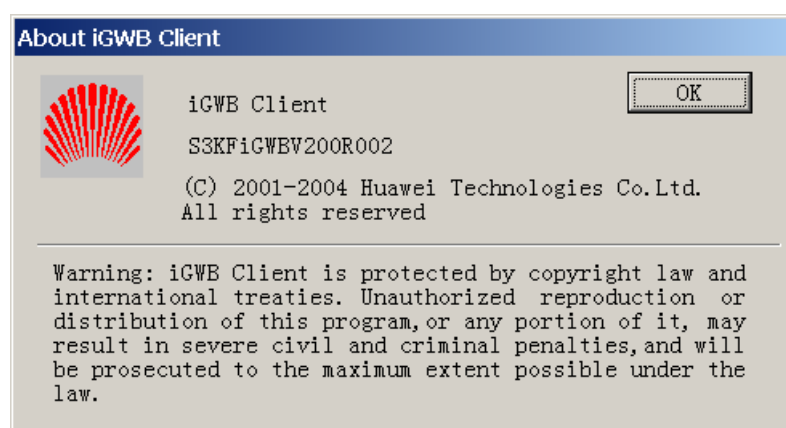 About iGWB Client
iGWB Client
OK
S3KFiGWBV200R002
(C) 2001-2004 Huawei Technologies Co.Ltd.
All rights reserved
Warning: iGWB Client is protected by copyright law and
international treaties. Unauthorized reproduction or
distribution of this program,or any portion of it, may
result in severe civil and criminal penalties,and will
be prosecuted to the maximum extent possible under the
law.